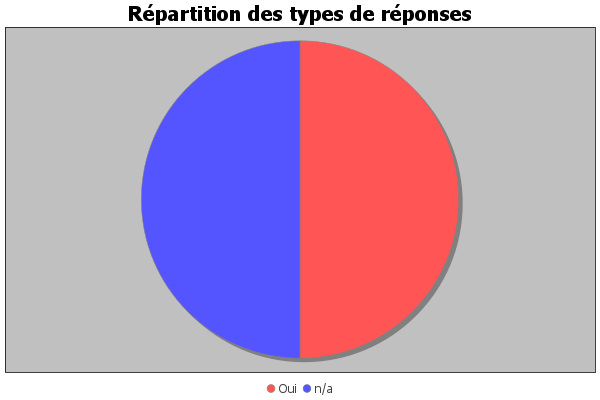 Répartition des types de réponses
Oui n/a